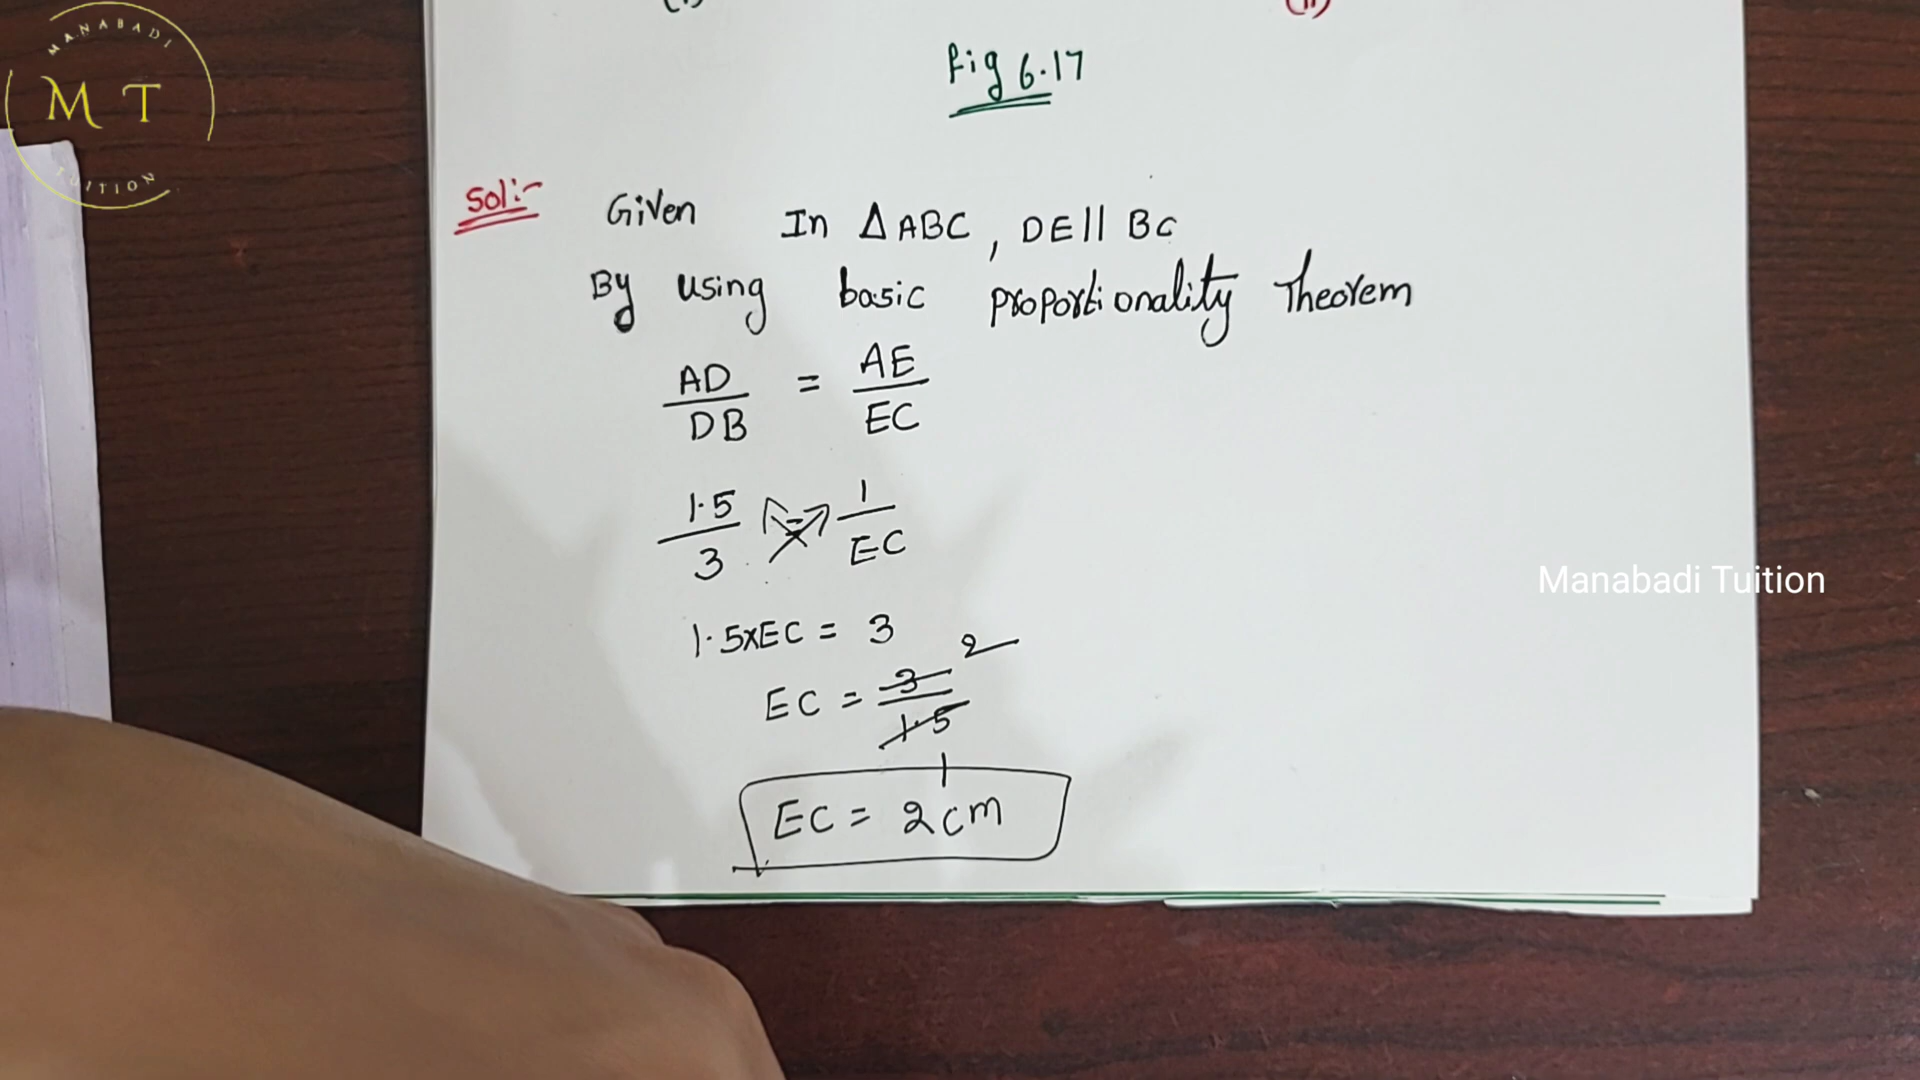 MANABADI
M T
TUITION
(i)
(ii)
Fig 6.17
Sol:-
Given In ΔABC, DE||BC
By using basic proportionality Theorem
AD/DB = AE/EC
1.5/3 = 1/EC
1.5xEC = 3
EC = 3/1.5 2
1
EC = 2cm
Manabadi Tuition